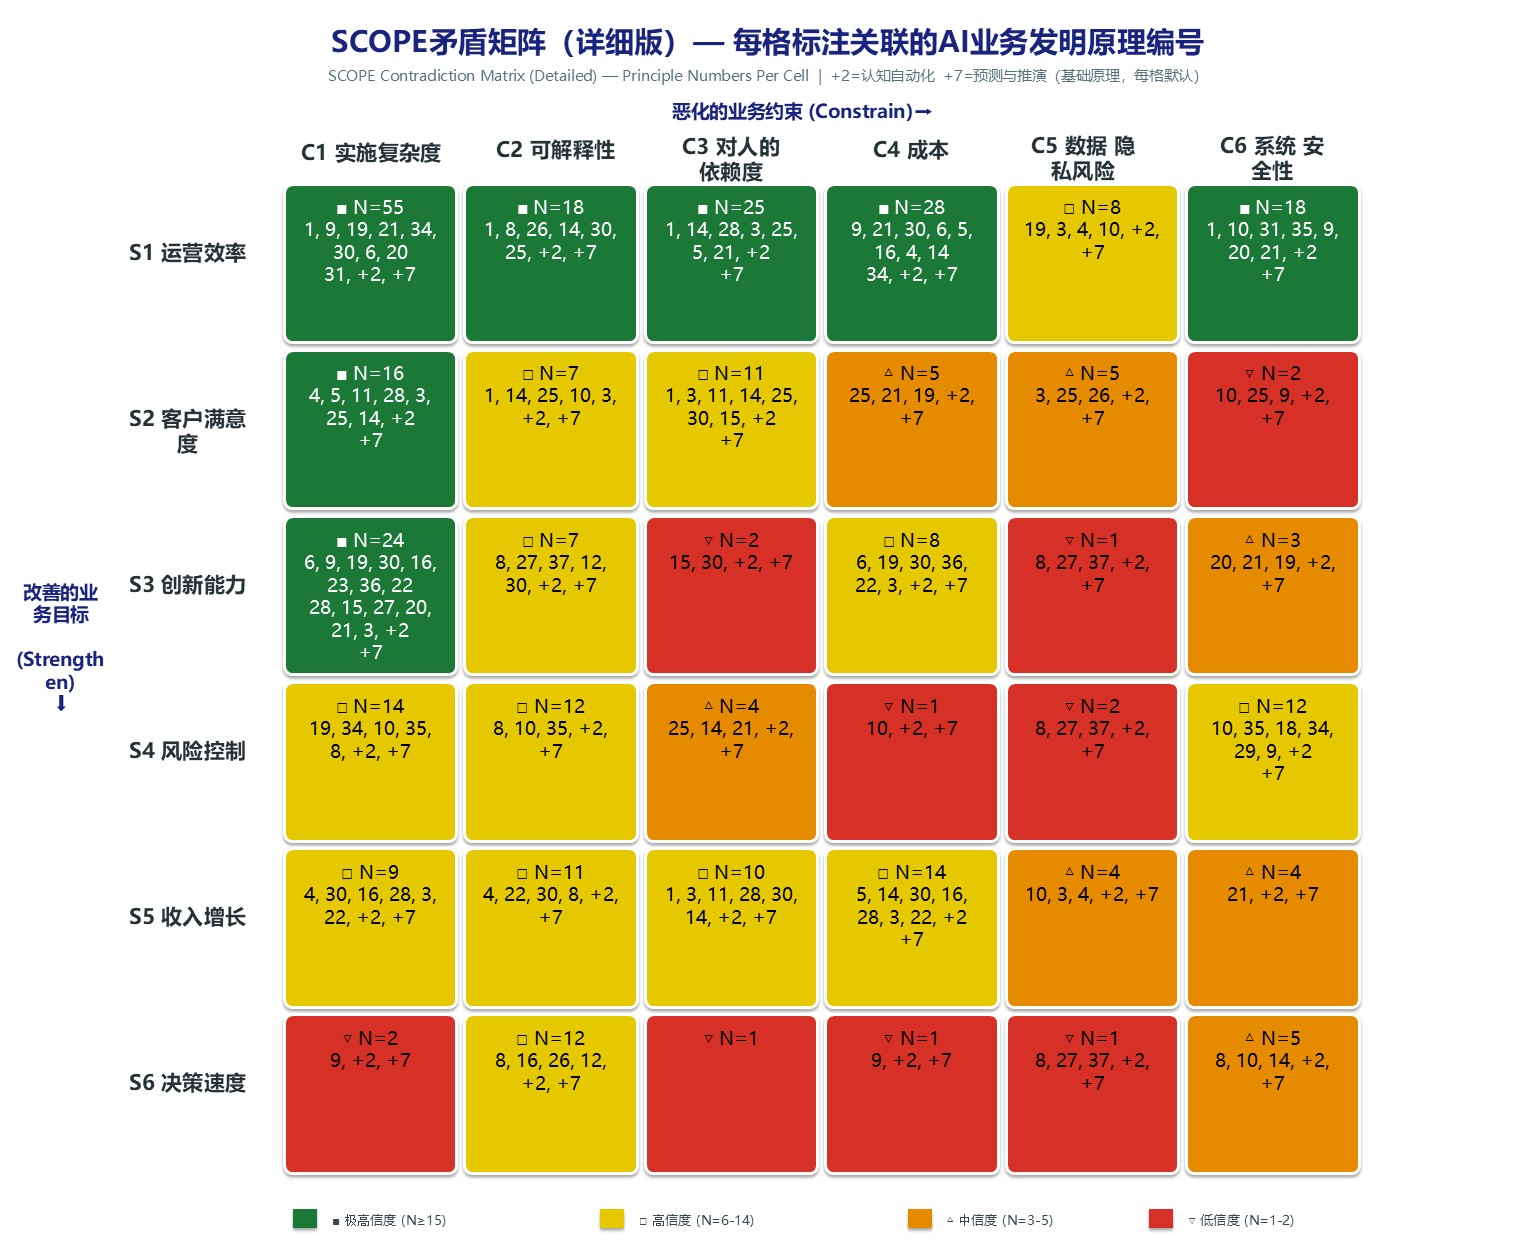 SCOPE矛盾矩阵（详细版）— 每格标注关联的AI业务发明原理编号
SCOPE Contradiction Matrix (Detailed) — Principle Numbers Per Cell | +2=认知自动化 +7=预测与推演（基础原理，每格默认）
恶化的业务约束 (Constrain)→
C1 实施复杂度
C2 可解释性
C3 对人的
依赖度
C4 成本
C5 数据 隐
私风险
C6 系统 安
全性
改善的业
务目标
(Strength
en)
↓
S1 运营效率
■ N=55
1, 9, 19, 21, 34,
30, 6, 20
31, +2, +7
■ N=18
1, 8, 26, 14, 30,
25, +2, +7
■ N=25
1, 14, 28, 3, 25,
5, 21, +2
+7
■ N=28
9, 21, 30, 6, 5,
16, 4, 14
34, +2, +7
□ N=8
19, 3, 4, 10, +2,
+7
■ N=18
1, 10, 31, 35, 9,
20, 21, +2
+7
S2 客户满意
度
■ N=16
4, 5, 11, 28, 3,
25, 14, +2
+7
□ N=7
1, 14, 25, 10, 3,
+2, +7
□ N=11
1, 3, 11, 14, 25,
30, 15, +2
+7
△ N=5
25, 21, 19, +2,
+7
△ N=5
3, 25, 26, +2,
+7
▽ N=2
10, 25, 9, +2,
+7
S3 创新能力
■ N=24
6, 9, 19, 30, 16,
23, 36, 22
28, 15, 27, 20,
21, 3, +2
+7
□ N=7
8, 27, 37, 12,
30, +2, +7
▽ N=2
15, 30, +2, +7
□ N=8
6, 19, 30, 36,
22, 3, +2, +7
▽ N=1
8, 27, 37, +2,
+7
△ N=3
20, 21, 19, +2,
+7
S4 风险控制
□ N=14
19, 34, 10, 35,
8, +2, +7
□ N=12
8, 10, 35, +2,
+7
△ N=4
25, 14, 21, +2,
+7
▽ N=1
10, +2, +7
▽ N=2
8, 27, 37, +2,
+7
□ N=12
10, 35, 18, 34,
29, 9, +2
+7
S5 收入增长
□ N=9
4, 30, 16, 28, 3,
22, +2, +7
□ N=11
4, 22, 30, 8, +2,
+7
□ N=10
1, 3, 11, 28, 30,
14, +2, +7
□ N=14
5, 14, 30, 16,
28, 3, 22, +2
+7
△ N=4
10, 3, 4, +2, +7
△ N=4
21, +2, +7
S6 决策速度
▽ N=2
9, +2, +7
□ N=12
8, 16, 26, 12,
+2, +7
▽ N=1
▽ N=1
9, +2, +7
▽ N=1
8, 27, 37, +2,
+7
△ N=5
8, 10, 14, +2,
+7
■ 极高信度 (N≥15)
□ 高信度 (N=6-14)
△ 中信度 (N=3-5)
▽ 低信度 (N=1-2)